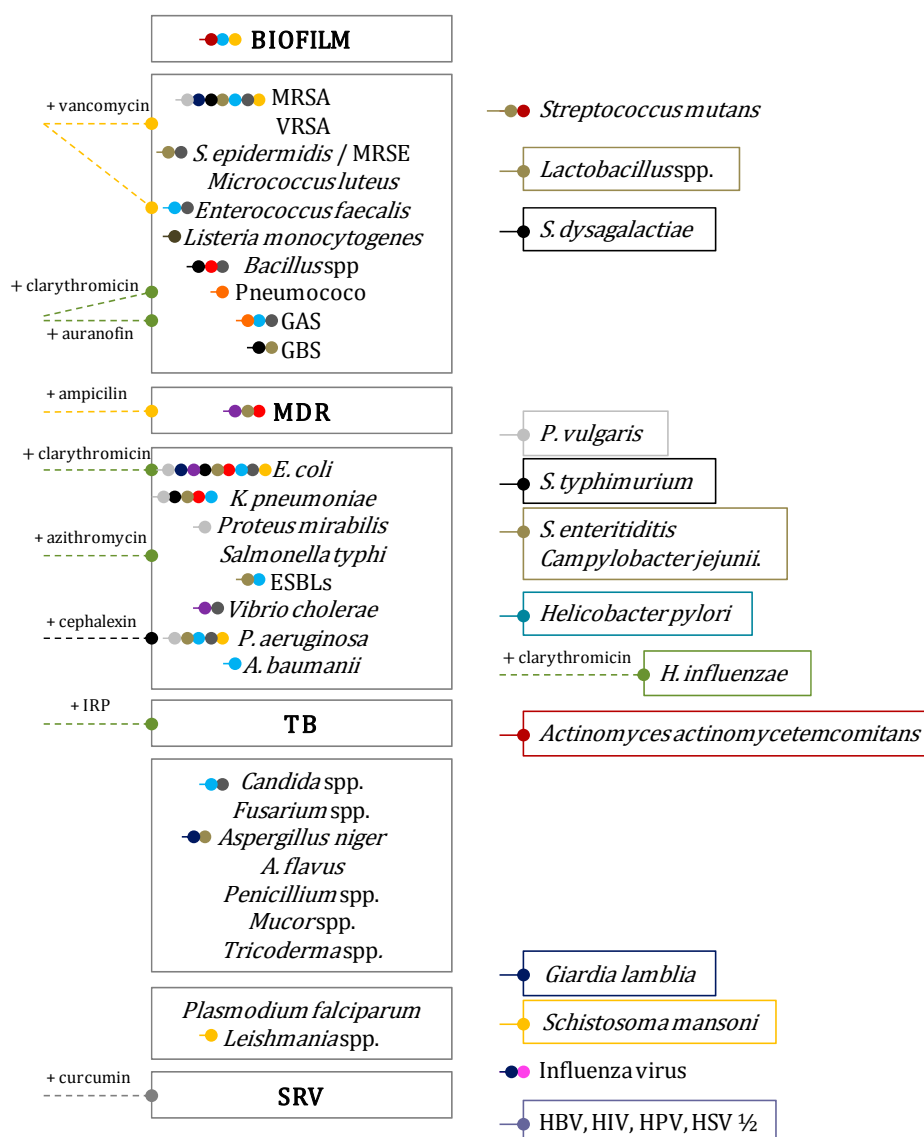 BIOFILM
+ vancomycin
MRSA
VRSA
S. epidermidis / MRSE
Micrococcus luteus
Enterococcus faecalis
Listeria monocytogenes
Bacillus spp
+ clarythromicin
Pneumococo
+ auranofin
GAS
GBS
+ ampicilin
MDR
+ clarythromicin
E. coli
K. pneumoniae
Proteus mirabilis
+ azithromycin
Salmonella typhi
ESBLs
Vibrio cholerae
+ cephalexin
P. aeruginosa
A. baumanii
+ IRP
TB
Candida spp.
Fusarium spp.
Aspergillus niger
A. flavus
Penicillium spp.
Mucor spp.
Tricoderma spp.
Plasmodium falciparum
Leishmania spp.
+ curcumin
SRV
Streptococcus mutans
Lactobacillus spp.
S. dysagalactiae
P. vulgaris
S. typhimurium
S. enteritiditis
Campylobacter jejunii.
Helicobacter pylori
+ clarythromicin
H. influenzae
Actinomyces actinomycetemcomitans
Giardia lamblia
Schistosoma mansoni
Influenza virus
HBV, HIV, HPV, HSV ½